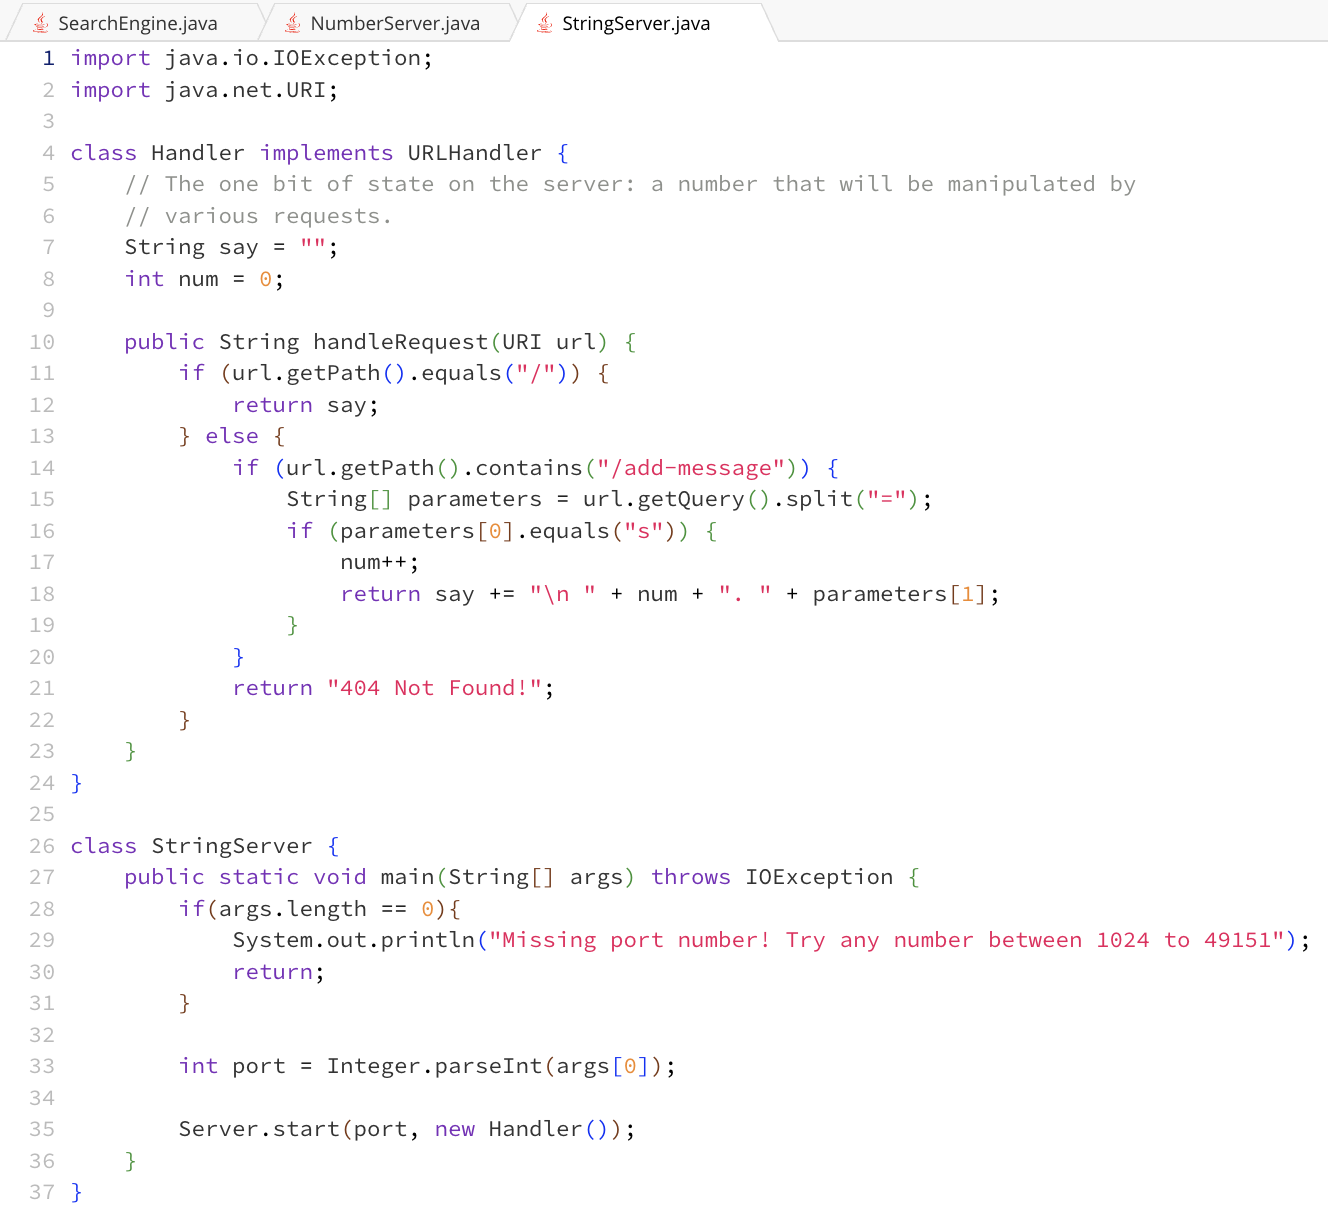 SearchEngine.java NumberServer.java StringServer.java
1 import java.io.IOException;
2 import java.net.URI;
3
4 class Handler implements URLHandler {
5     // The one bit of state on the server: a number that will be manipulated by
6     // various requests.
7     String say = "";
8     int num = 0;
9
10     public String handleRequest(URI url) {
11         if (url.getPath().equals("/")) {
12             return say;
13         } else {
14             if (url.getPath().contains("/add-message")) {
15                 String[] parameters = url.getQuery().split("=");
16                 if (parameters[0].equals("s")) {
17                     num++;
18                     return say += "\n " + num + ". " + parameters[1];
19                 }
20             }
21             return "404 Not Found!";
22         }
23     }
24 }
25
26 class StringServer {
27     public static void main(String[] args) throws IOException {
28         if(args.length == 0){
29             System.out.println("Missing port number! Try any number between 1024 to 49151");
30             return;
31         }
32
33         int port = Integer.parseInt(args[0]);
34
35         Server.start(port, new Handler());
36     }
37 }